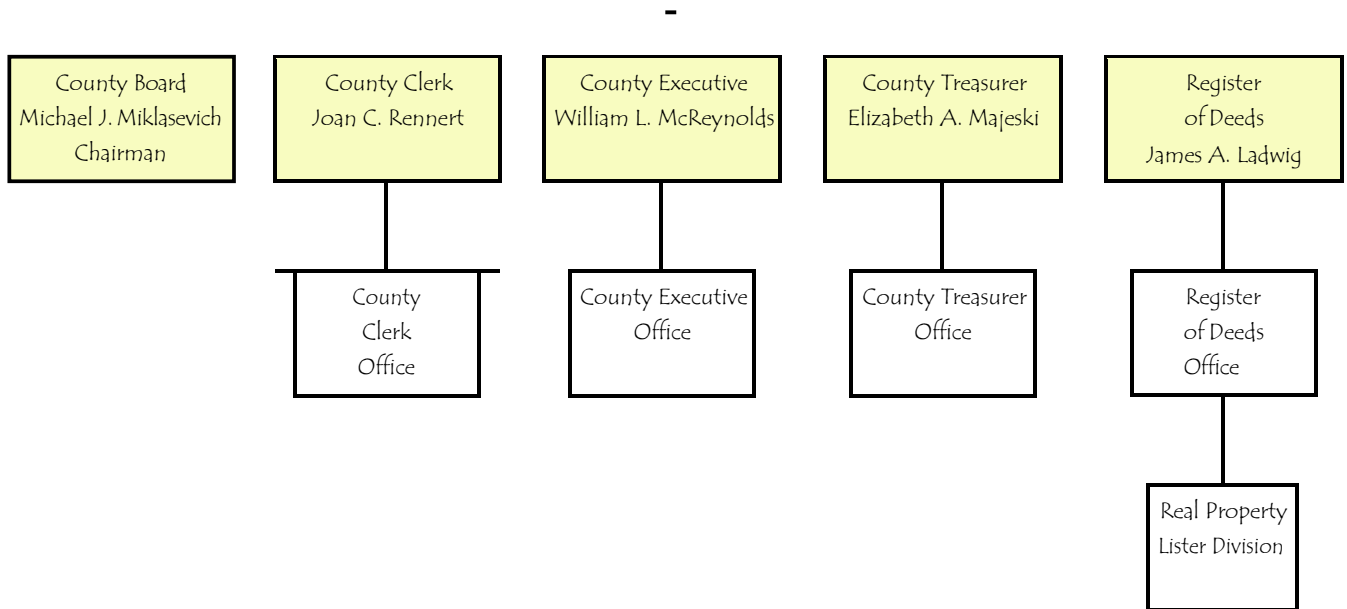 -
County Board
Michael J. Miklasevich
Chairman
County Clerk
Joan C. Rennert
County Executive
William L. McReynolds
County Treasurer
Elizabeth A. Majeski
Register
of Deeds
James A. Ladwig
County
Clerk
Office
County Executive
Office
County Treasurer
Office
Register
of Deeds
Office
Real Property
Lister Division